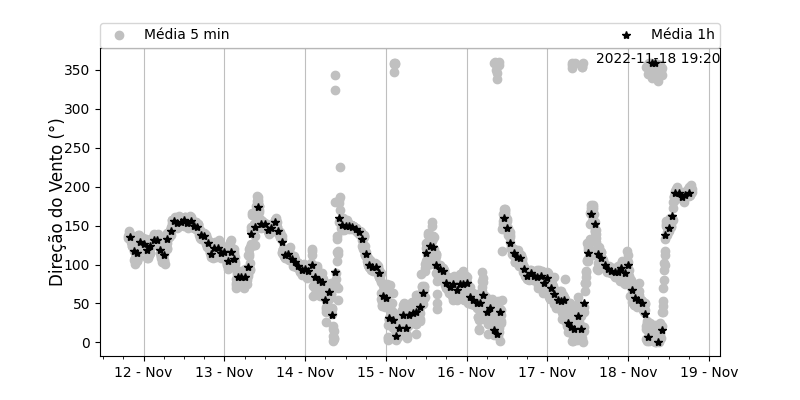 Média 5 min
Média 1h
2022-11-18 19:20
Direção do Vento (°)
350
300
250
200
150
100
50
0
12 - Nov
13 - Nov
14 - Nov
15 - Nov
16 - Nov
17 - Nov
18 - Nov
19 - Nov